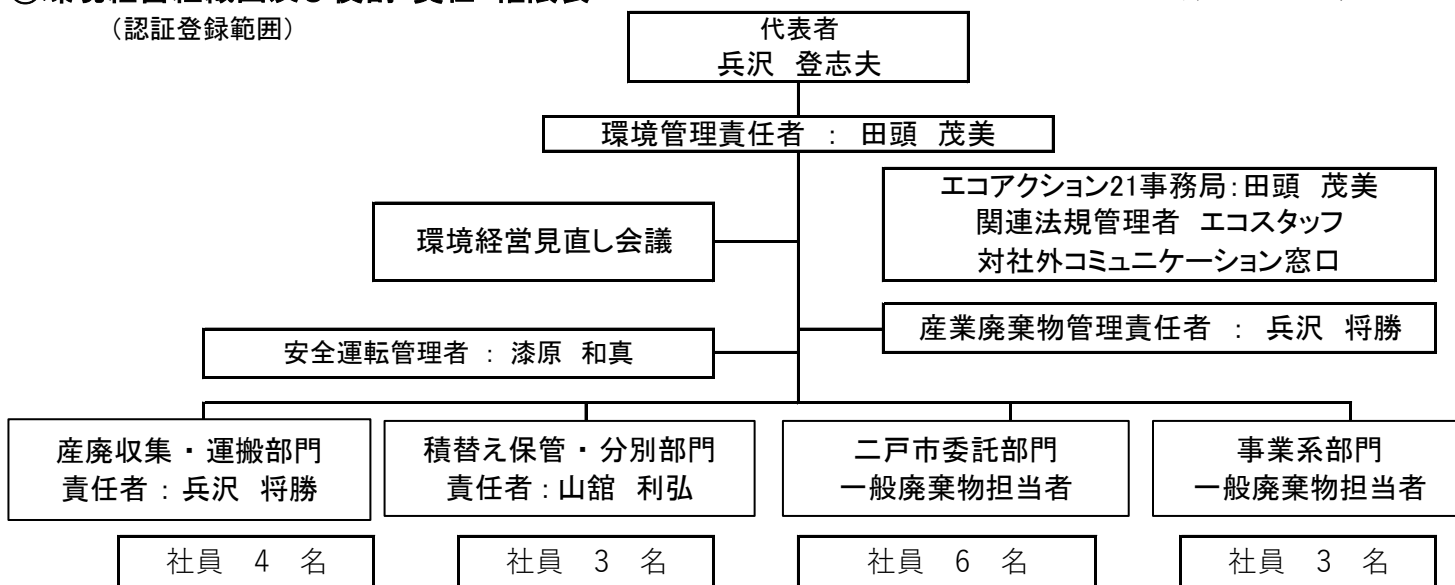 (認証登録範囲)
代表者
兵沢 登志夫
環境管理責任者 : 田頭 茂美
エコアクション21事務局:田頭 茂美
関連法規管理者 エコスタッフ
対社外コミュニケーション窓口
環境経営見直し会議
産業廃棄物管理責任者 : 兵沢 将勝
安全運転管理者 : 漆原 和真
産廃収集・運搬部門
責任者:兵沢 将勝
積替え保管・分別部門
責任者:山舘 利弘
二戸市委託部門
一般廃棄物担当者
事業系部門
一般廃棄物担当者
社員 4 名
社員 3 名
社員 6 名
社員 3 名